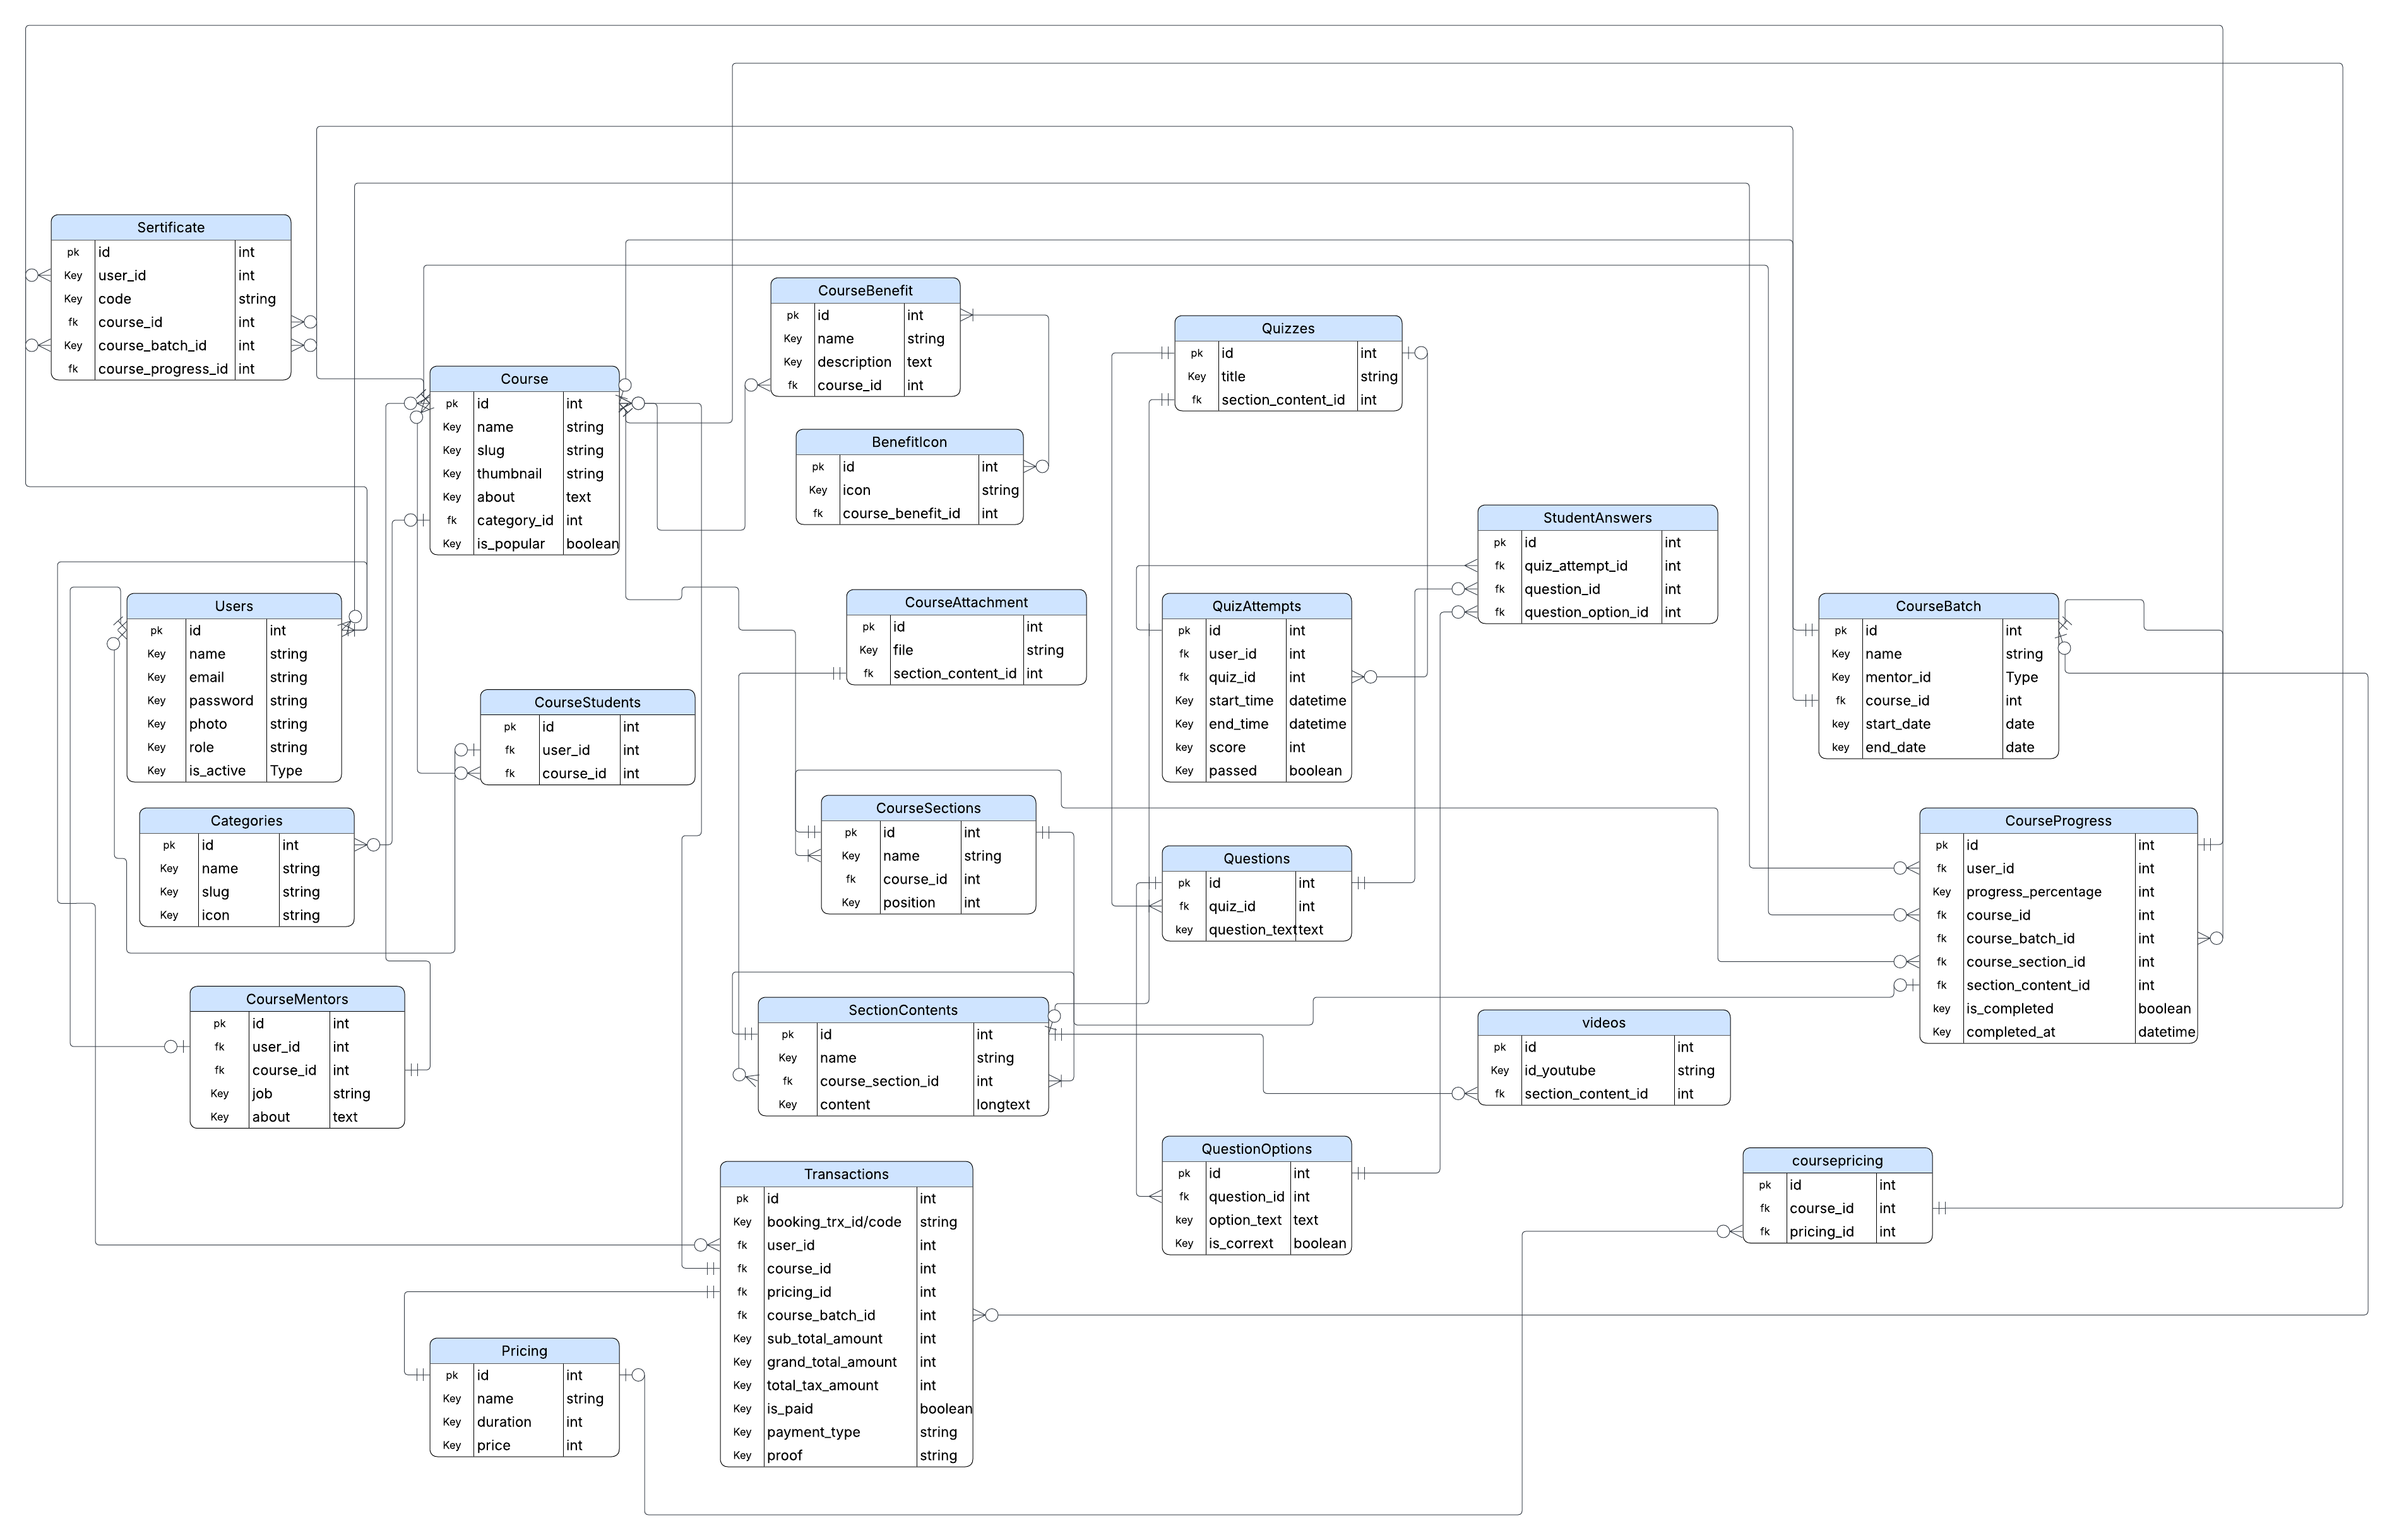 Sertificate
pk id int
Key user_id int
Key code string
fk course_id int
Key course_batch_id int
fk course_progress_id int
Course
pk id int
Key name string
Key slug string
Key thumbnail string
Key about text
fk category_id int
Key is_popular boolean
CourseBenefit
pk id int
Key name string
Key description text
fk course_id int
BenefitIcon
pk id int
Key icon string
fk course_benefit_id int
Quizzes
pk id int
Key title string
fk section_content_id int
StudentAnswers
pk id int
fk quiz_attempt_id int
fk question_id int
fk question_option_id int
Users
pk id int
Key name string
Key email string
Key password string
Key photo string
Key role string
Key is_active Type
CourseAttachment
pk id int
Key file string
fk section_content_id int
QuizAttempts
pk id int
fk user_id int
fk quiz_id int
Key start_time datetime
Key end_time datetime
key score int
Key passed boolean
CourseBatch
pk id int
Key name string
Key mentor_id Type
fk course_id int
key start_date date
key end_date date
CourseStudents
pk id int
fk user_id int
fk course_id int
Categories
pk id int
Key name string
Key slug string
Key icon string
CourseSections
pk id int
Key name string
fk course_id int
Key position int
Questions
pk id int
fk quiz_id int
key question_text text
CourseProgress
pk id int
fk user_id int
Key progress_percentage int
fk course_id int
fk course_batch_id int
fk course_section_id int
fk section_content_id int
key is_completed boolean
Key completed_at datetime
CourseMentors
pk id int
fk user_id int
fk course_id int
Key job string
Key about text
SectionContents
pk id int
Key name string
fk course_section_id int
Key content longtext
videos
pk id int
Key id_youtube string
fk section_content_id int
QuestionOptions
pk id int
fk question_id int
key option_text text
Key is_corrext boolean
coursepricing
pk id int
fk course_id int
fk pricing_id int
Transactions
pk id int
Key booking_trx_id/code string
fk user_id int
fk course_id int
fk pricing_id int
fk course_batch_id int
Key sub_total_amount int
Key grand_total_amount int
Key total_tax_amount int
Key is_paid boolean
Key payment_type string
Key proof string
Pricing
pk id int
Key name string
Key duration int
Key price int